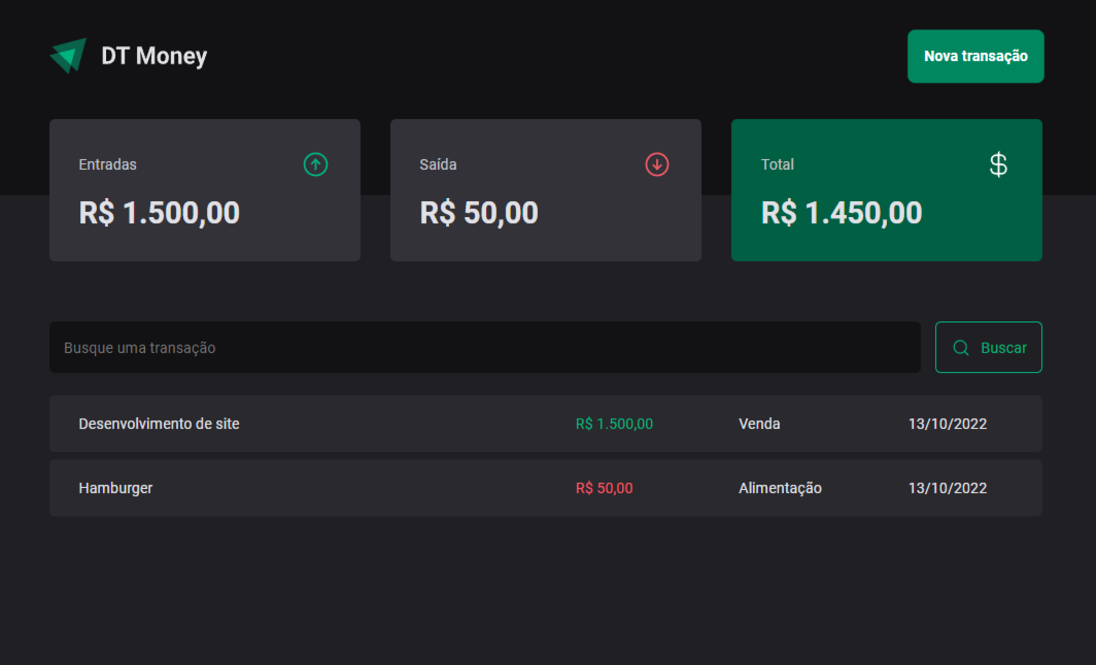 DT Money
Nova transação
Entradas
R$ 1.500,00
Saída
R$ 50,00
Total
$
R$ 1.450,00
Busque uma transação
Buscar
Desenvolvimento de site R$ 1.500,00 Venda 13/10/2022
Hamburger R$ 50,00 Alimentação 13/10/2022